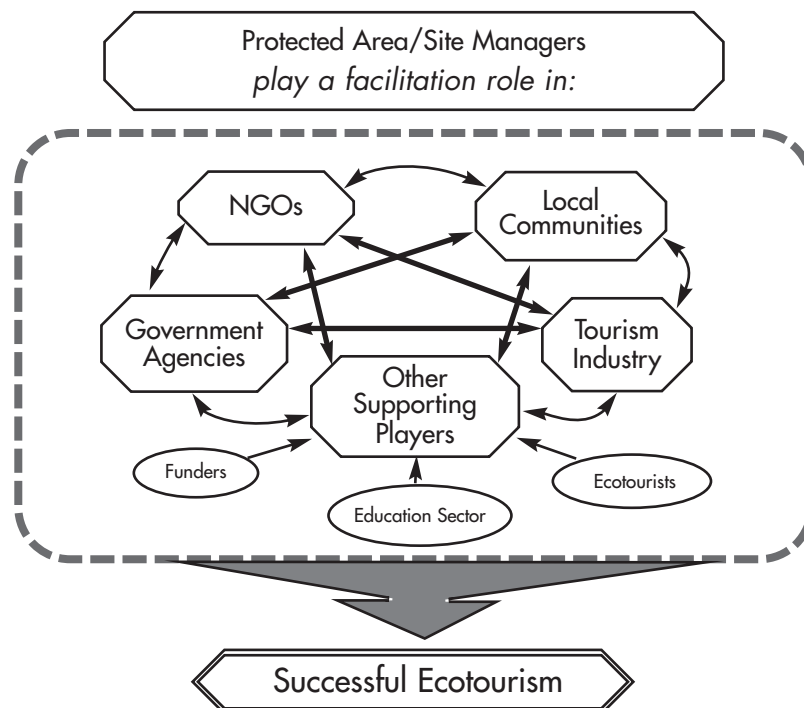 Protected Area/Site Managers
play a facilitation role in:
NGOs
Local
Communities
Government
Agencies
Tourism
Industry
Other
Supporting
Players
Funders
Education Sector
Ecotourists
Successful Ecotourism